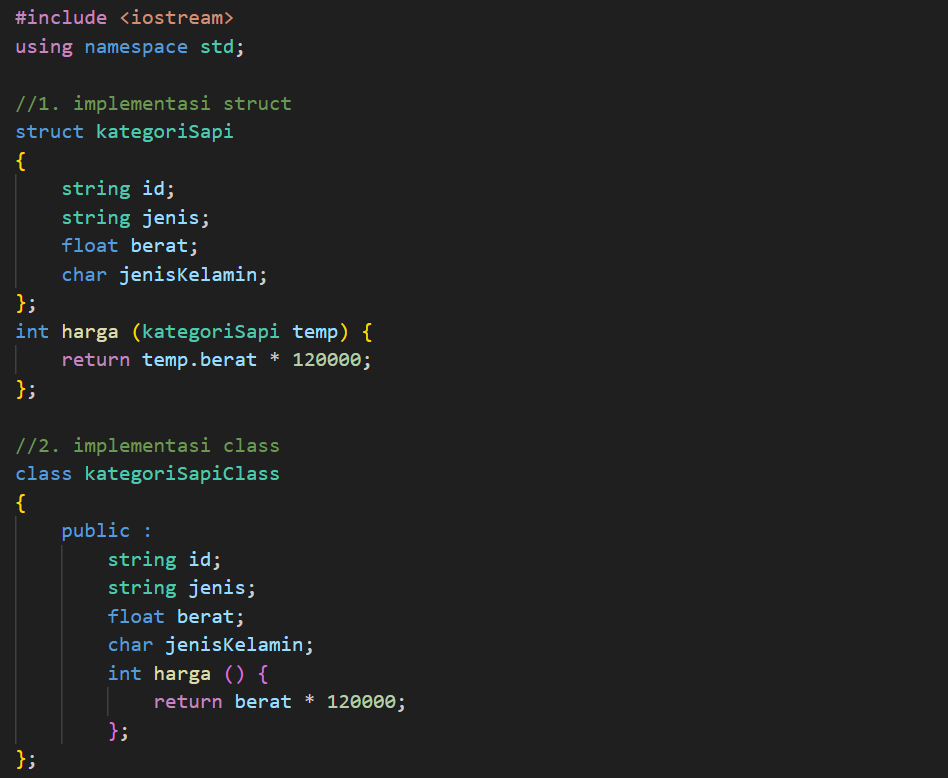 #include <iostream>
using namespace std;
//1. implementasi struct
struct kategoriSapi
{
    string id;
    string jenis;
    float berat;
    char jenisKelamin;
};
int harga (kategoriSapi temp) {
    return temp.berat * 120000;
};
//2. implementasi class
class kategoriSapiClass
{
    public :
        string id;
        string jenis;
        float berat;
        char jenisKelamin;
        int harga () {
            return berat * 120000;
        };
};